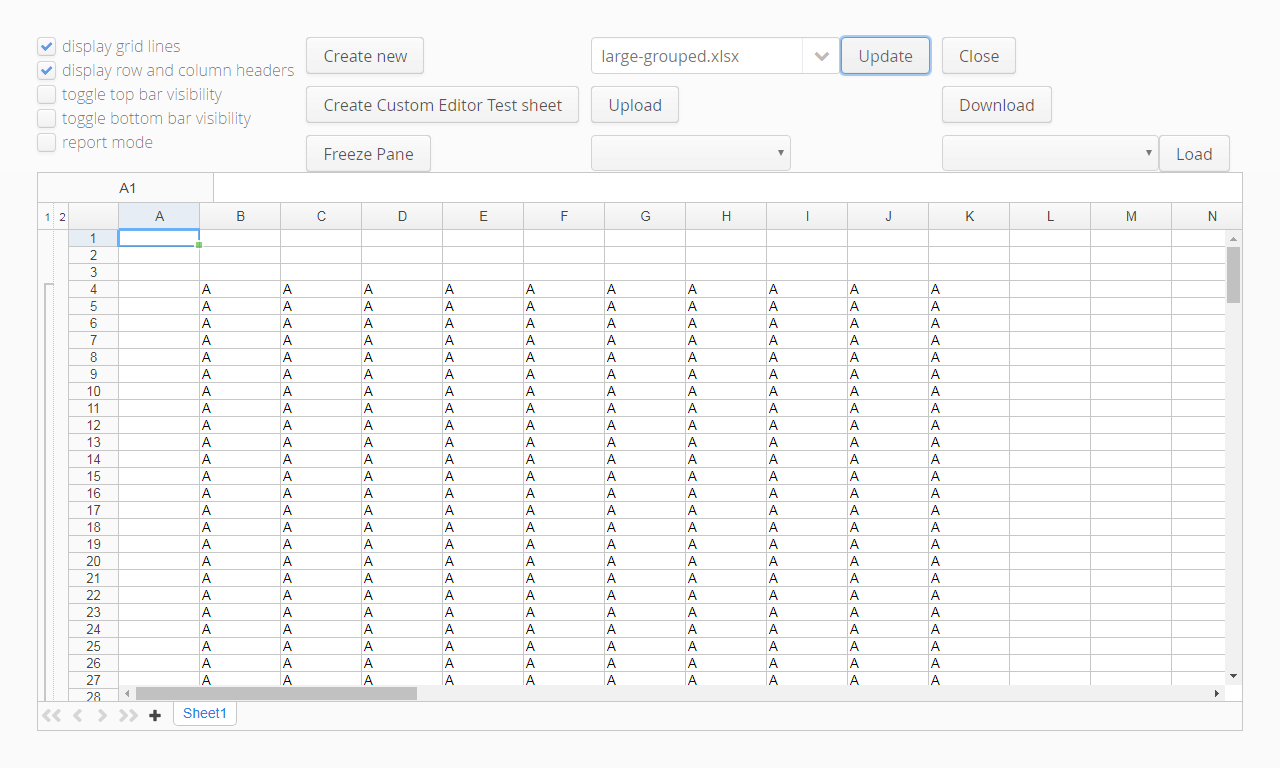 display grid lines
display row and column headers
toggle top bar visibility
toggle bottom bar visibility
report mode
Create new
large-grouped.xlsx
Update
Close
Create Custom Editor Test sheet
Upload
Download
Freeze Pane
Load
A1
1 2 A B C D E F G H I J K L M N
1
2
3
4 A A A A A A A A A A
5 A A A A A A A A A A
6 A A A A A A A A A A
7 A A A A A A A A A A
8 A A A A A A A A A A
9 A A A A A A A A A A
10 A A A A A A A A A A
11 A A A A A A A A A A
12 A A A A A A A A A A
13 A A A A A A A A A A
14 A A A A A A A A A A
15 A A A A A A A A A A
16 A A A A A A A A A A
17 A A A A A A A A A A
18 A A A A A A A A A A
19 A A A A A A A A A A
20 A A A A A A A A A A
21 A A A A A A A A A A
22 A A A A A A A A A A
23 A A A A A A A A A A
24 A A A A A A A A A A
25 A A A A A A A A A A
26 A A A A A A A A A A
27 A A A A A A A A A A
28
Sheet1